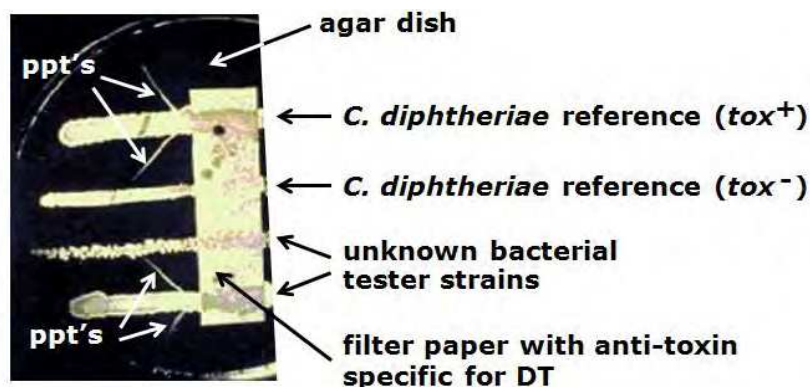 agar dish
ppt's
C. diphtheriae reference (tox+)
C. diphtheriae reference (tox-)
unknown bacterial
tester strains
ppt's
filter paper with anti-toxin
specific for DT